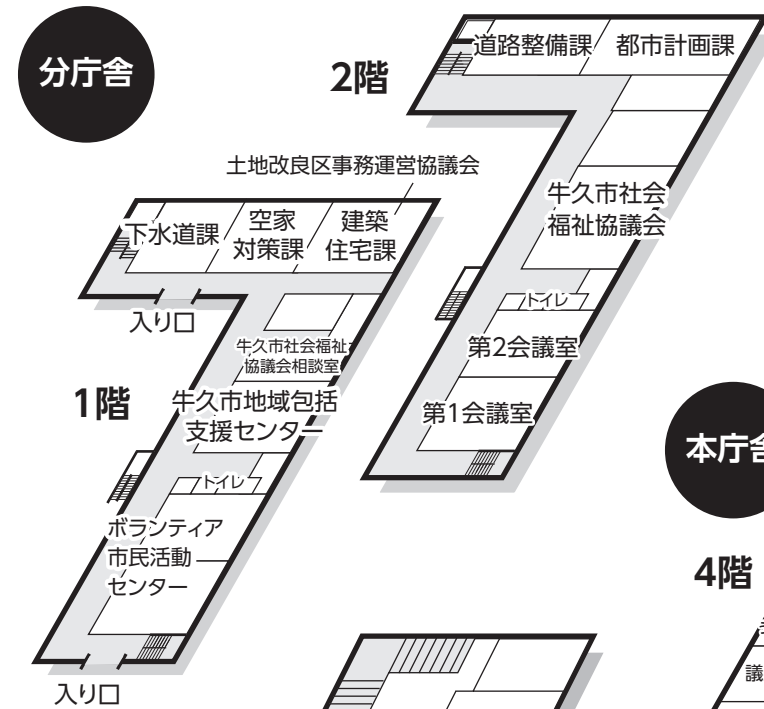 分庁舎
2階
道路整備課
都市計画課
牛久市社会
福祉協議会
トイレ
第2会議室
第1会議室
土地改良区事務運営協議会
下水道課
空家
対策課
建築
住宅課
入り口
1階
牛久市社会福祉
協議会相談室
牛久市地域包括
支援センター
トイレ
ボランティア
市民活動
センター
入り口
本庁舎
4階
議